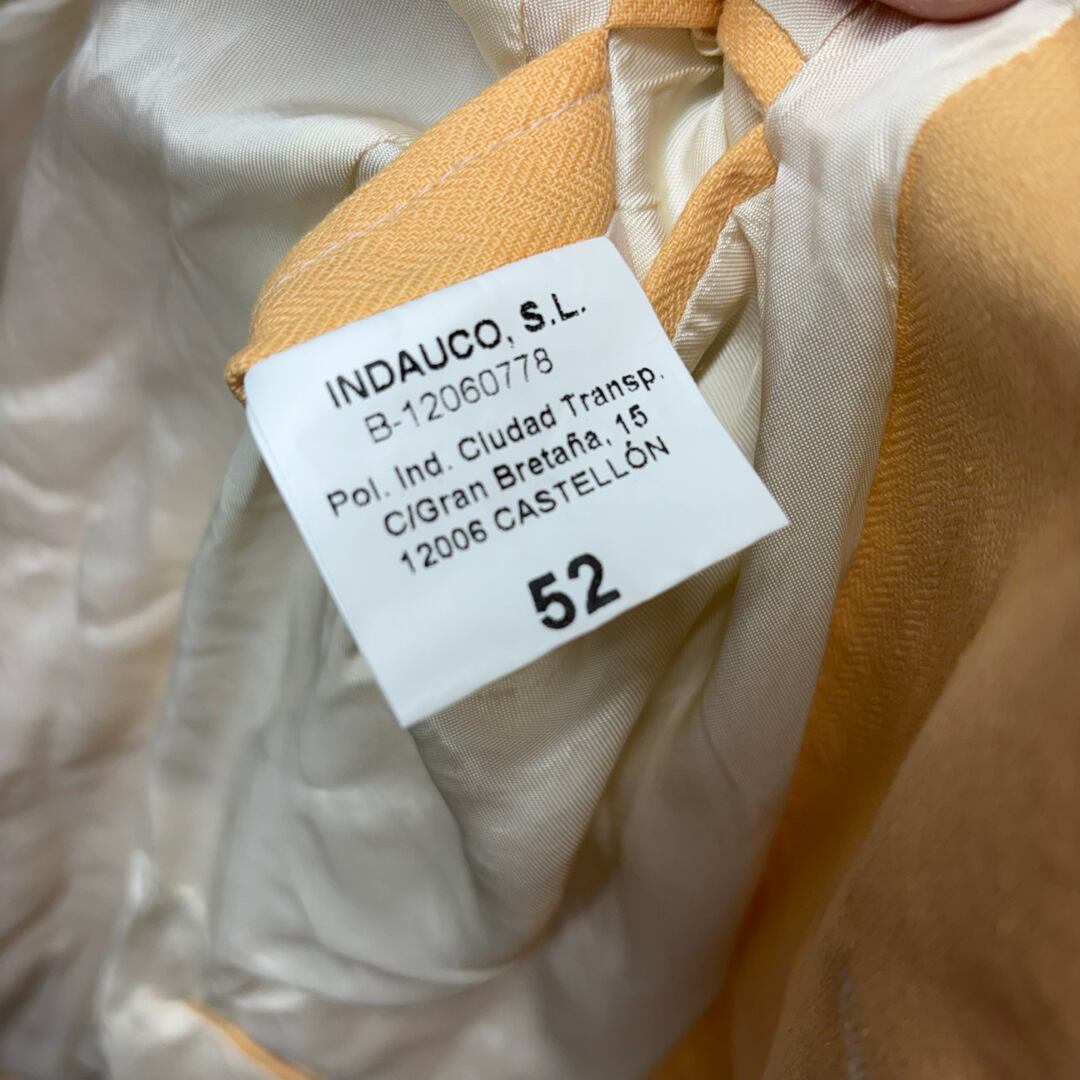 INDAUCO, S.L.
B-12060778
Pol. Ind. Ciudad Transp.
C/Gran Bretaña, 15
12006 CASTELLÓN
52